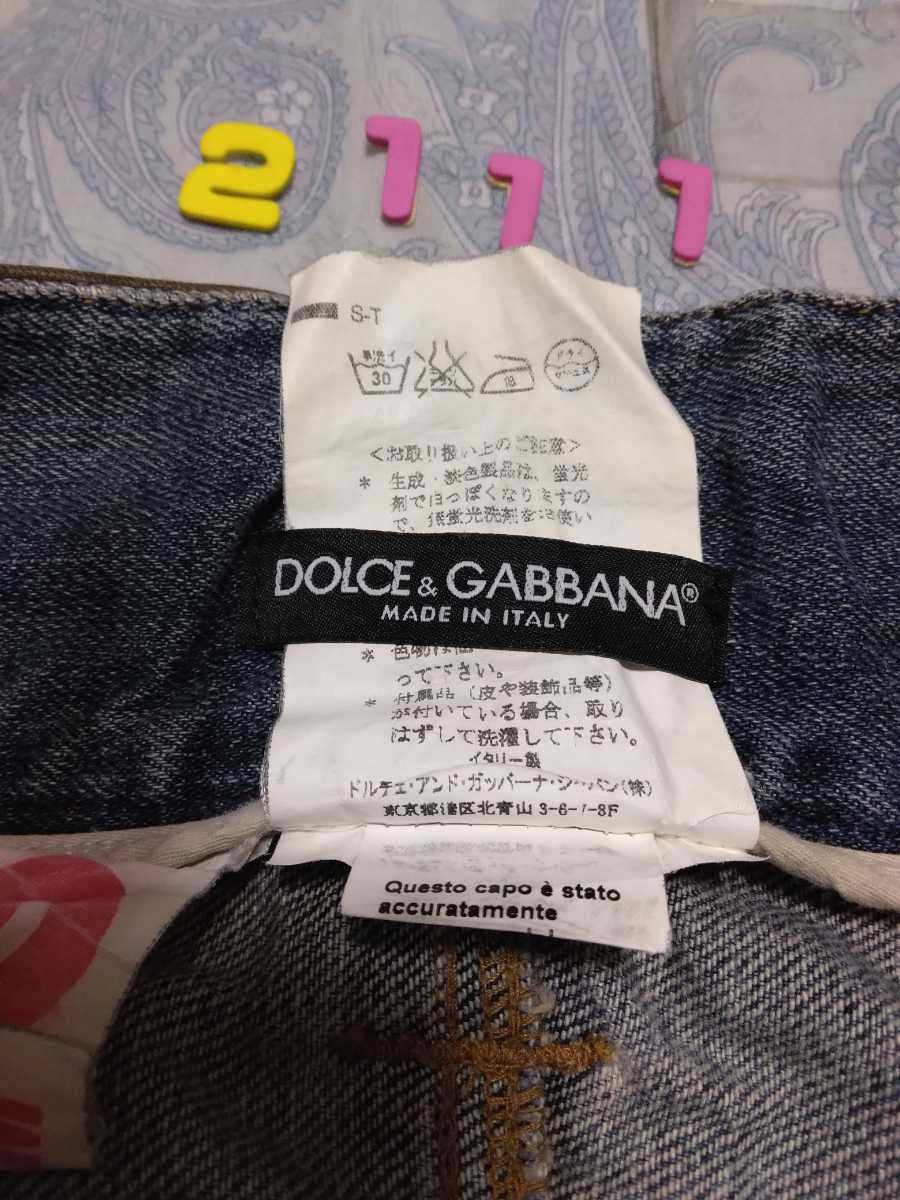 2111
S-T
30
<お取り扱い上のご注意>
* 生成・淡色製品は、蛍光
剤で白っぽくなりますの
で、無蛍光洗剤をお使い
DOLCE & GABBANA®
MADE IN ITALY
* 色物は
って下さい。
* 付属品(皮や装飾品等)
が付いている場合、取り
はずして洗濯して下さい。
イタリー製
ドルチェ・アンド・ガッバーナ・ジャパン(株)
東京都港区北青山 3-6-7-8F
Questo capo è stato
accuratamente